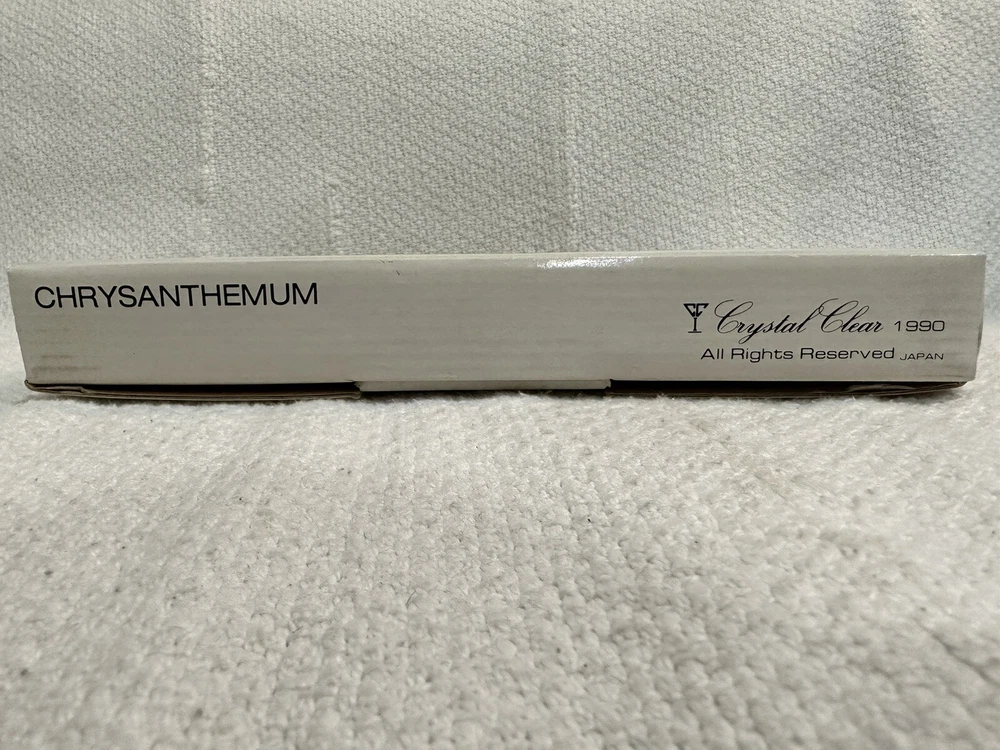 CHRYSANTHEMUM
Crystal Clear 1990
All Rights Reserved JAPAN